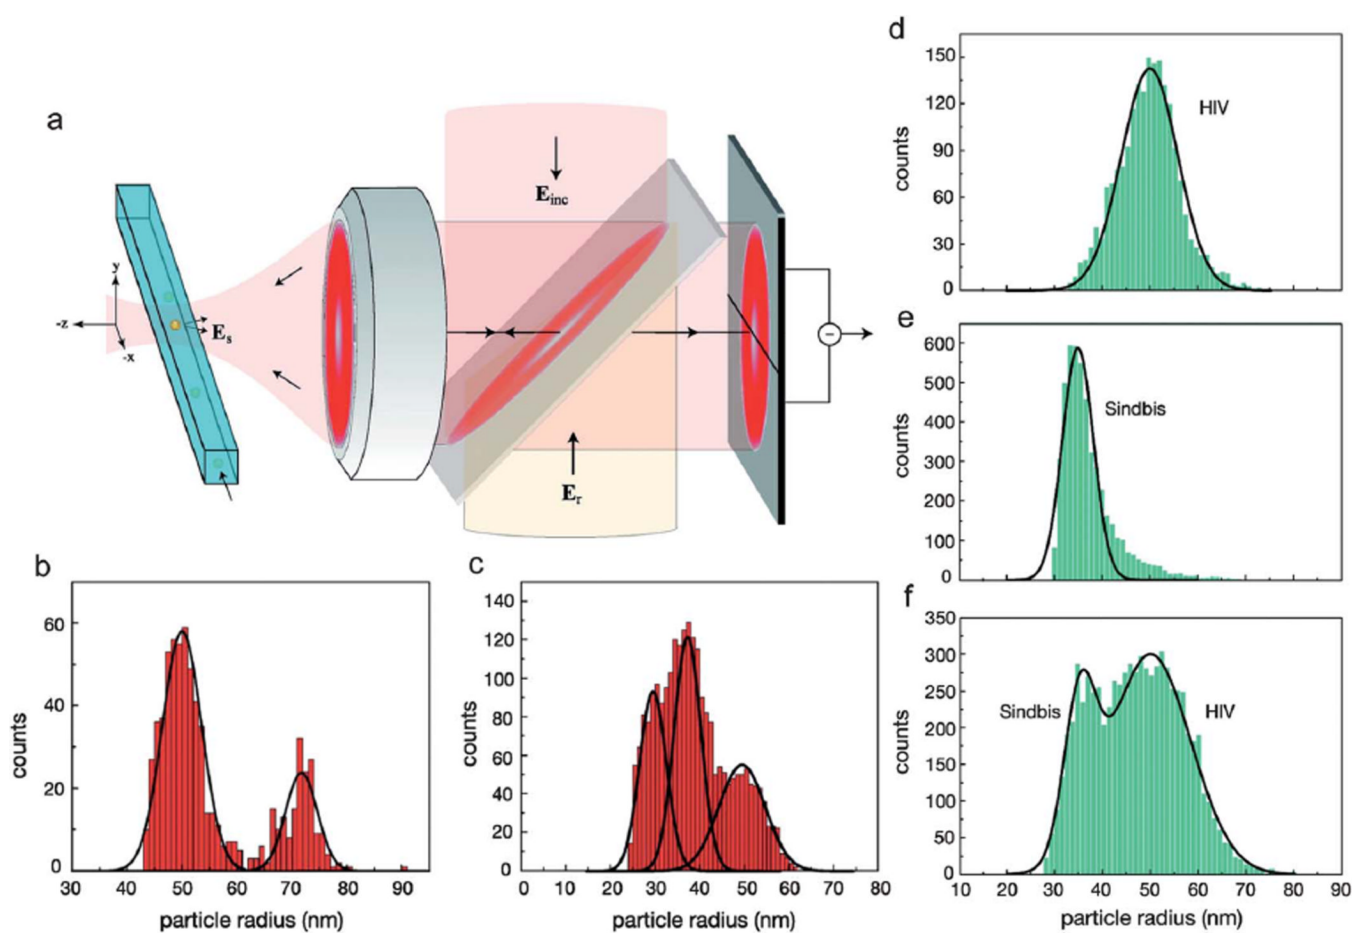 a
E_inc
y
-z
-x
E_s
E_r
−
b
counts
60
40
20
0
30 40 50 60 70 80 90
particle radius (nm)
c
counts
140
120
100
80
60
40
20
0
0 10 20 30 40 50 60 70 80
particle radius (nm)
d
counts
150
120
90
60
30
0
HIV
e
counts
600
500
400
300
200
100
0
Sindbis
f
counts
350
300
250
200
150
100
50
0
Sindbis
HIV
10 20 30 40 50 60 70 80 90
particle radius (nm)